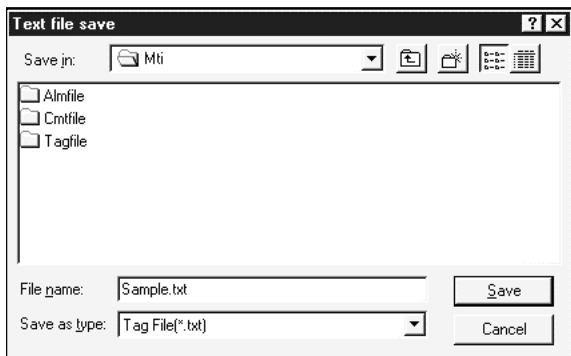 Text file save
Save in: Mti
Almfile
Cmtfile
Tagfile
File name: Sample.txt Save
Save as type: Tag File(*.txt) Cancel